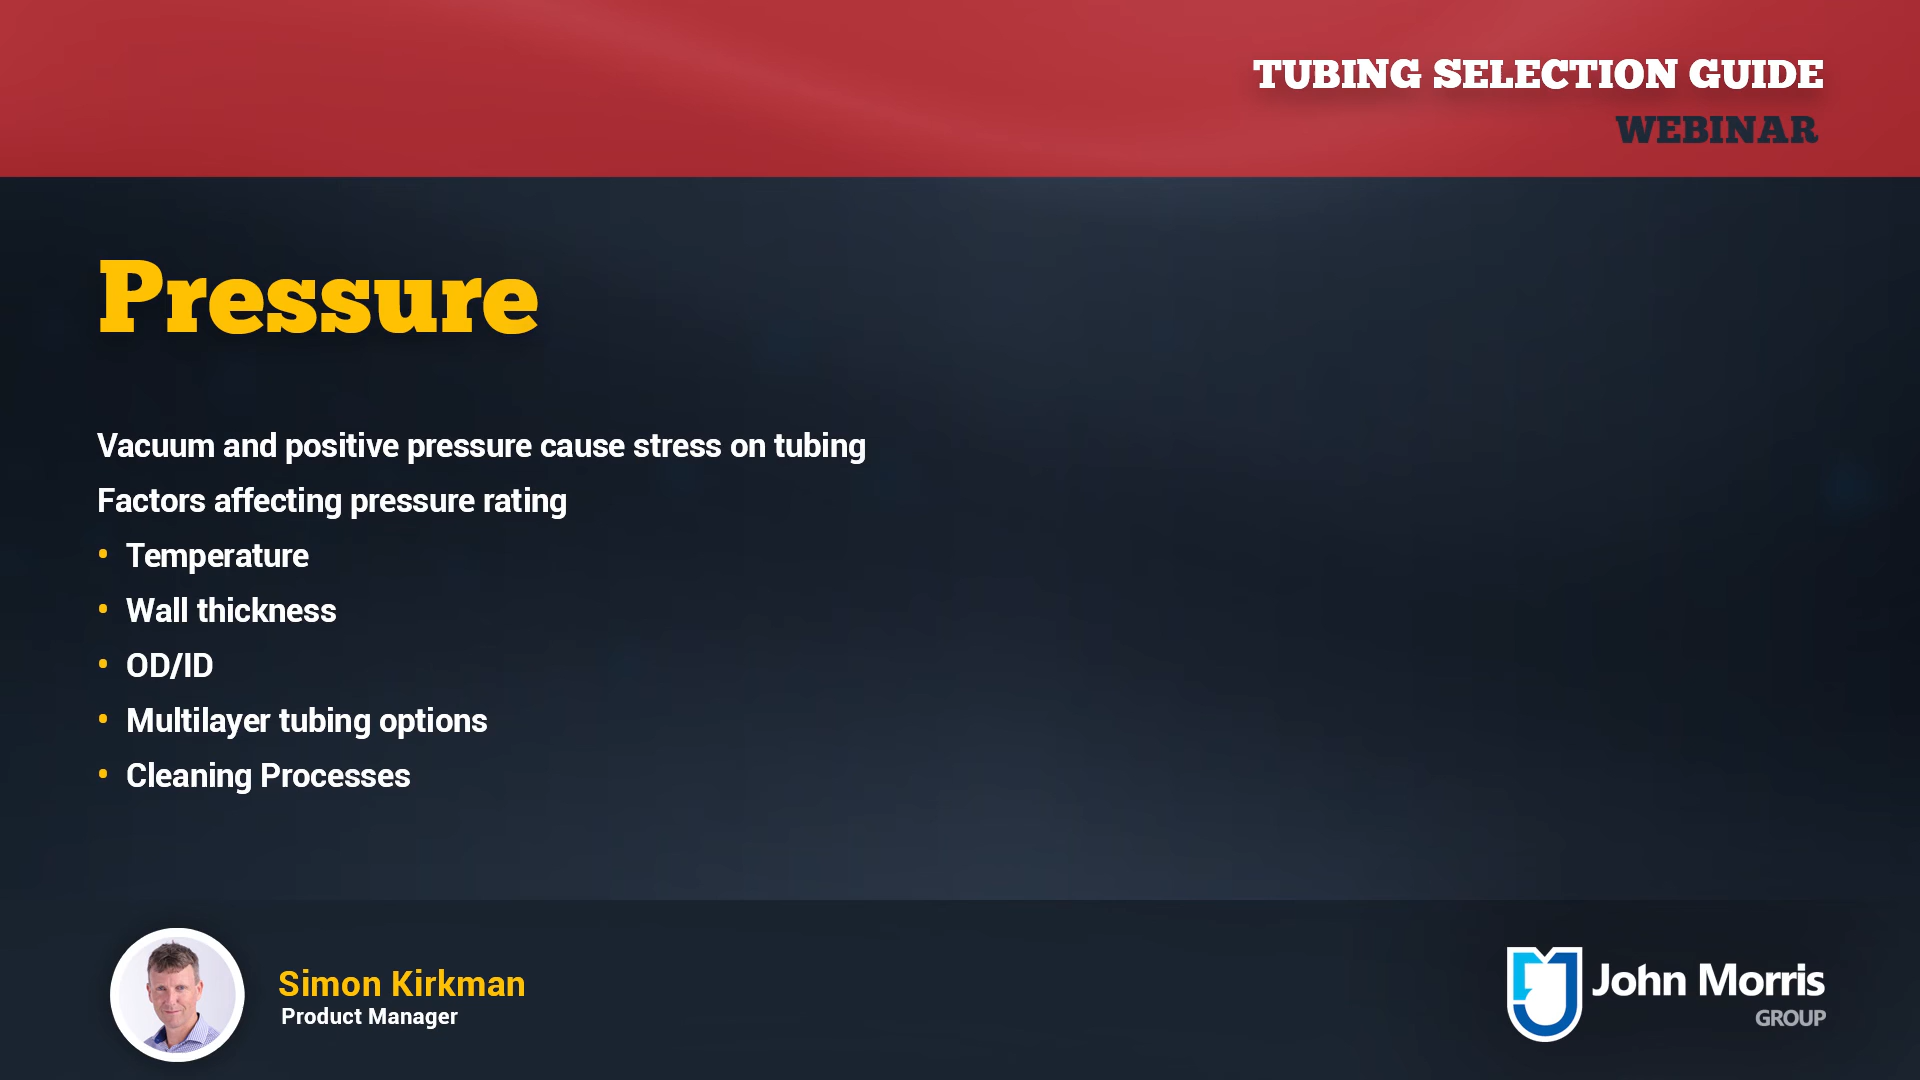 TUBING SELECTION GUIDE
WEBINAR
Pressure
Vacuum and positive pressure cause stress on tubing
Factors affecting pressure rating
• Temperature
• Wall thickness
• OD/ID
• Multilayer tubing options
• Cleaning Processes
Simon Kirkman
Product Manager
John Morris
GROUP